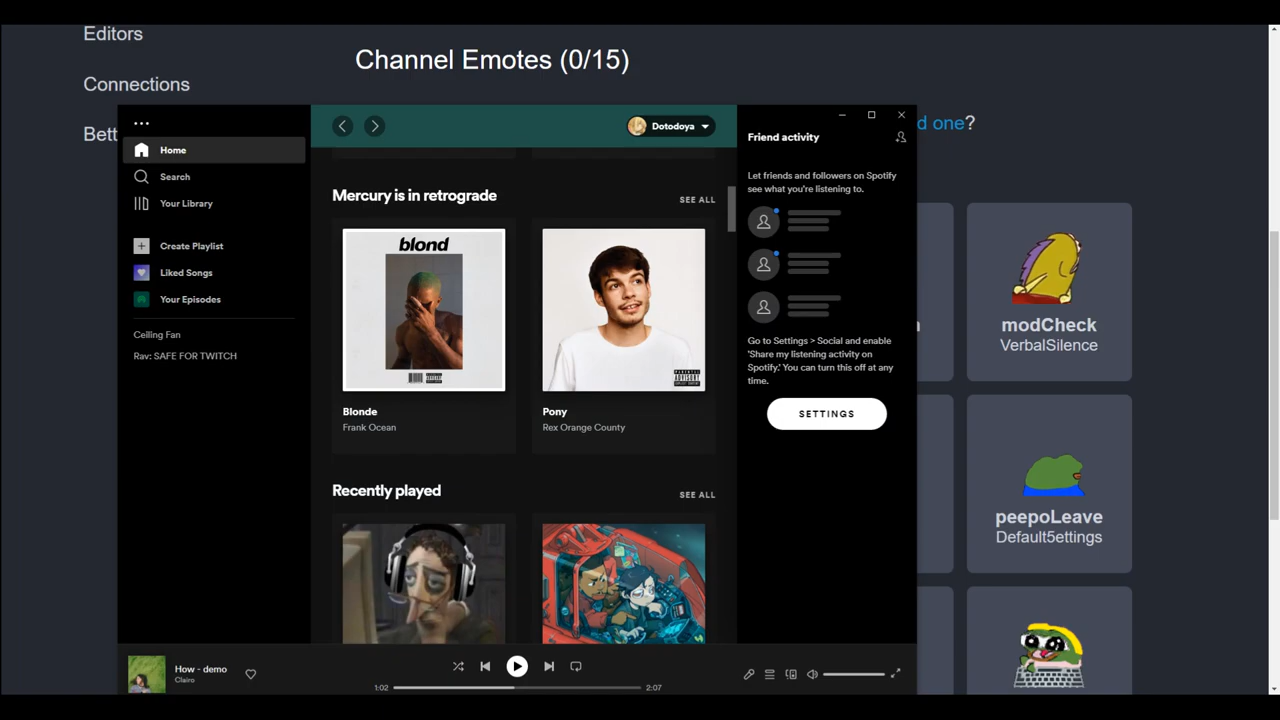 Editors
Channel Emotes (0/15)
Connections
Bett
d one?
Dotodoya
Home
Search
Your Library
Create Playlist
Liked Songs
Your Episodes
Ceiling Fan
Rav: SAFE FOR TWITCH
Mercury is in retrograde
SEE ALL
blond
Blonde
Frank Ocean
Pony
Rex Orange County
Recently played
SEE ALL
Friend activity
Let friends and followers on Spotify
see what you're listening to.
Go to Settings > Social and enable
'Share my listening activity on
Spotify.' You can turn this off at any
time.
SETTINGS
modCheck
VerbalSilence
peepoLeave
Default5ettings
How - demo
Clairo
1:02
2:07